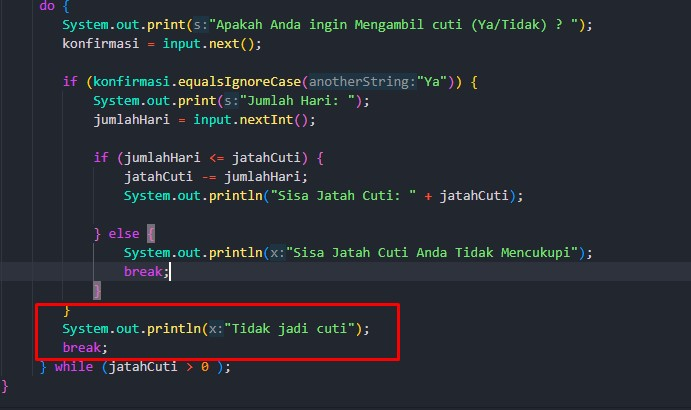 do {
System.out.print(s:"Apakah Anda ingin Mengambil cuti (Ya/Tidak) ? ");
konfirmasi = input.next();
if (konfirmasi.equalsIgnoreCase(anotherString:"Ya")) {
System.out.print(s:"Jumlah Hari: ");
jumlahHari = input.nextInt();
if (jumlahHari <= jatahCuti) {
jatahCuti -= jumlahHari;
System.out.println("Sisa Jatah Cuti: " + jatahCuti);
} else {
System.out.println(x:"Sisa Jatah Cuti Anda Tidak Mencukupi");
break;
}
}
System.out.println(x:"Tidak jadi cuti");
break;
} while (jatahCuti > 0 );
}